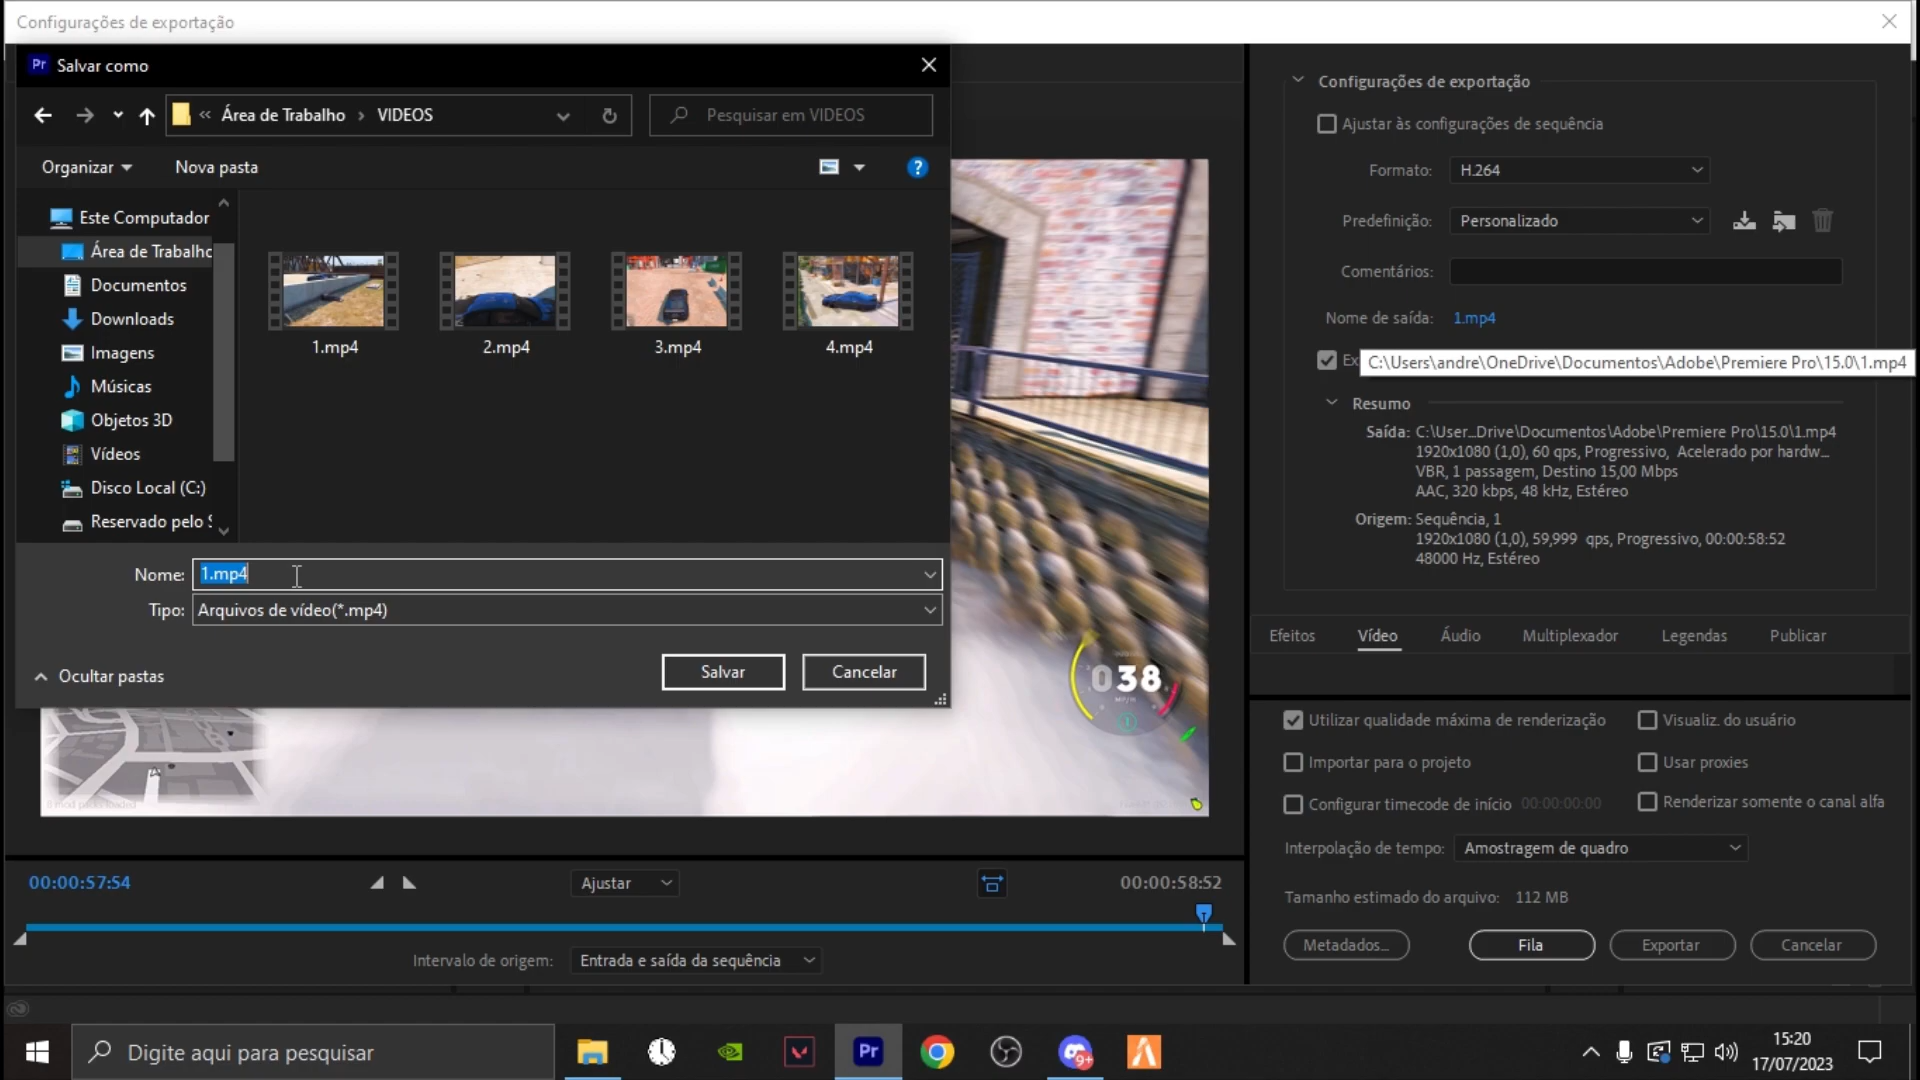 Configurações de exportação
Pr Salvar como
« Área de Trabalho › VIDEOS
Pesquisar em VIDEOS
Organizar
Nova pasta
?
Este Computador
Área de Trabalho
Documentos
Downloads
Imagens
Músicas
Objetos 3D
Vídeos
Disco Local (C:)
Reservado pelo S
1.mp4
2.mp4
3.mp4
4.mp4
Nome: 1.mp4
Tipo: Arquivos de vídeo(*.mp4)
Ocultar pastas
Salvar
Cancelar
038
MP/H
1
00:00:57:54
Ajustar
00:00:58:52
Intervalo de origem: Entrada e saída da sequência
Configurações de exportação
Ajustar às configurações de sequência
Formato: H.264
Predefinição: Personalizado
Comentários:
Nome de saída: 1.mp4
Ex
C:\Users\andre\OneDrive\Documentos\Adobe\Premiere Pro\15.0\1.mp4
Resumo
Saída: C:\User...Drive\Documentos\Adobe\Premiere Pro\15.0\1.mp4
1920x1080 (1,0), 60 qps, Progressivo, Acelerado por hardw...
VBR, 1 passagem, Destino 15,00 Mbps
AAC, 320 kbps, 48 kHz, Estéreo
Origem: Sequência, 1
1920x1080 (1,0), 59,999 qps, Progressivo, 00:00:58:52
48000 Hz, Estéreo
Efeitos Vídeo Áudio Multiplexador Legendas Publicar
Utilizar qualidade máxima de renderização
Visualiz. do usuário
Importar para o projeto
Usar proxies
Configurar timecode de início 00:00:00:00
Renderizar somente o canal alfa
Interpolação de tempo: Amostragem de quadro
Tamanho estimado do arquivo: 112 MB
Metadados...
Fila
Exportar
Cancelar
Digite aqui para pesquisar
Pr
9+
15:20
17/07/2023